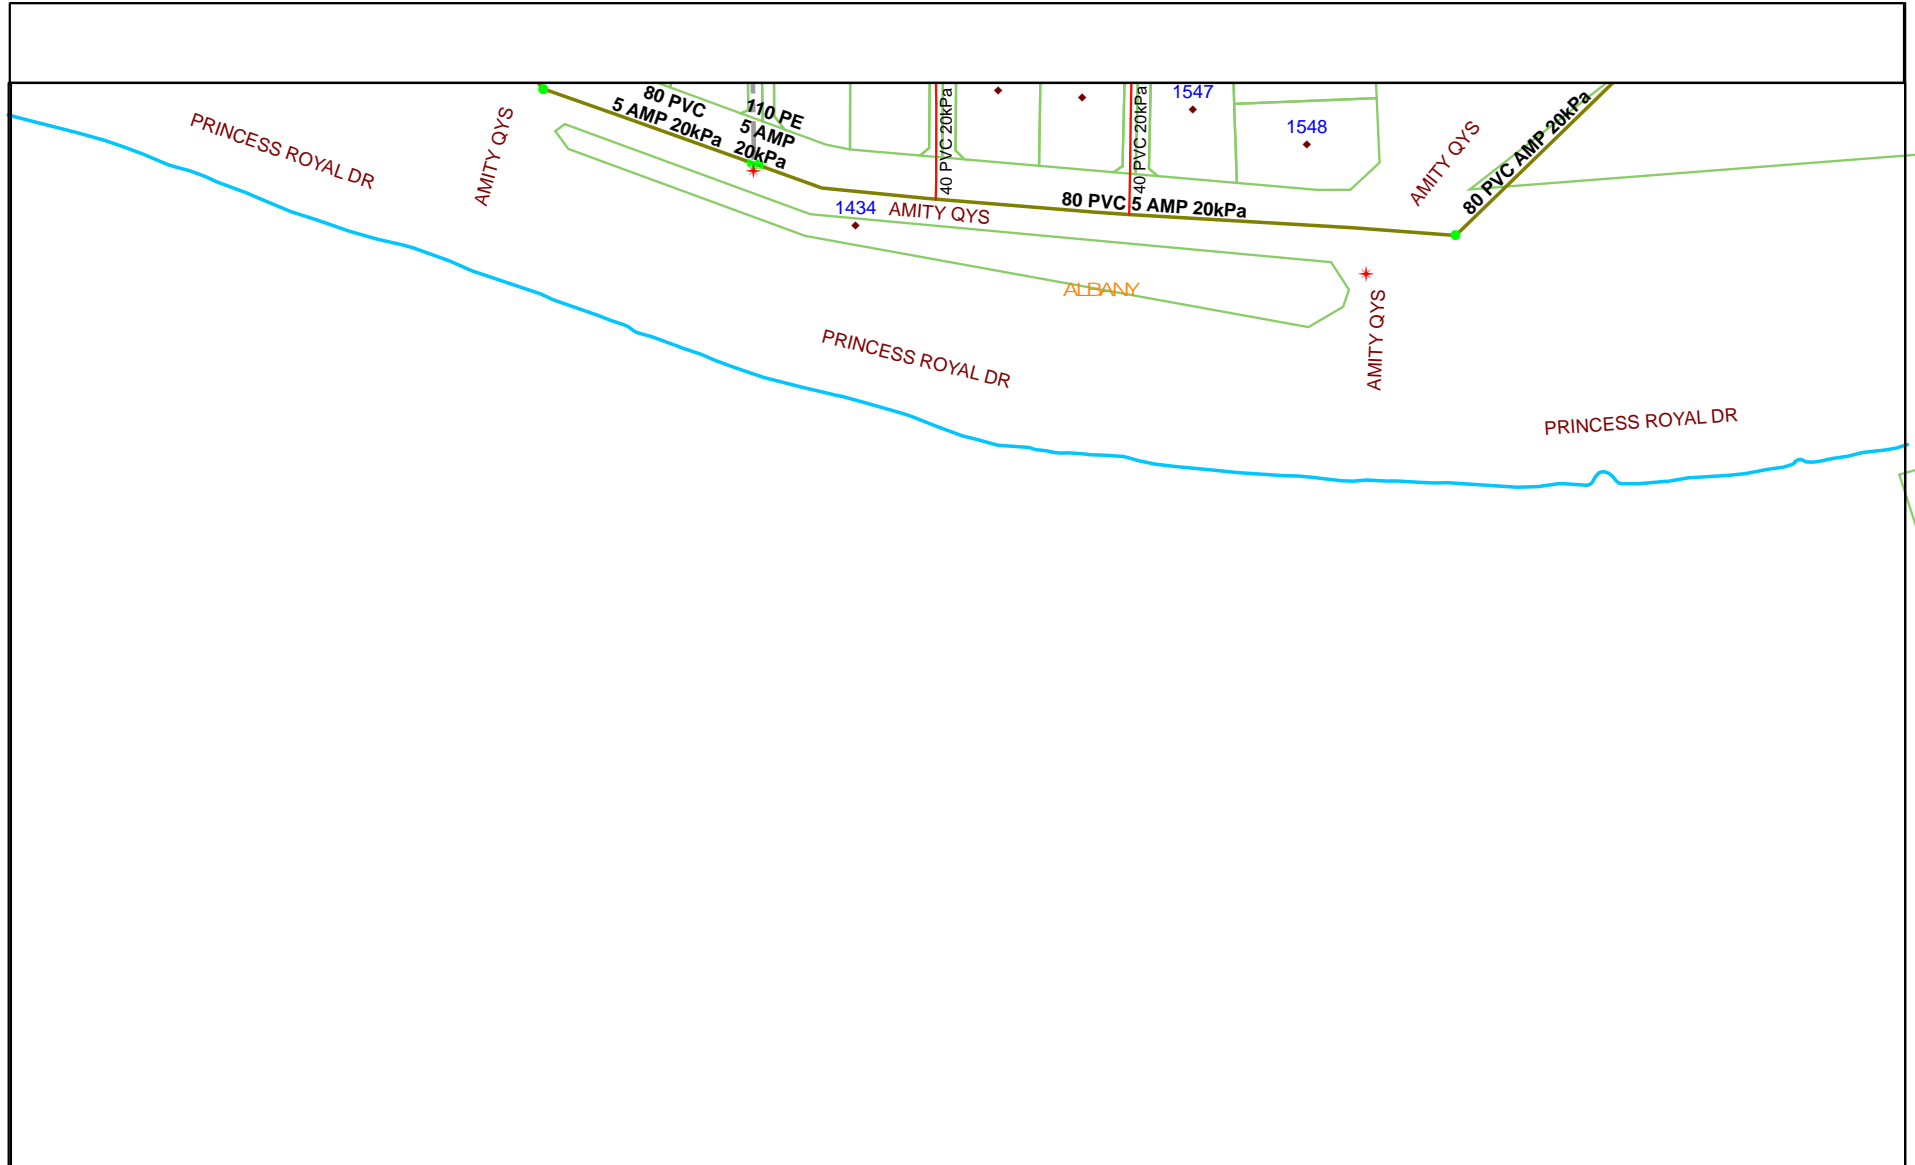 PRINCESS ROYAL DR
AMITY QYS
80 PVC
5 AMP 20kPa
110 PE
5 AMP
20kPa
40 PVC 20kPa
40 PVC 20kPa
1547
1548
AMITY QYS
80 PVC AMP 20kPa
1434
AMITY QYS
80 PVC 5 AMP 20kPa
ALBANY
AMITY QYS
PRINCESS ROYAL DR
PRINCESS ROYAL DR